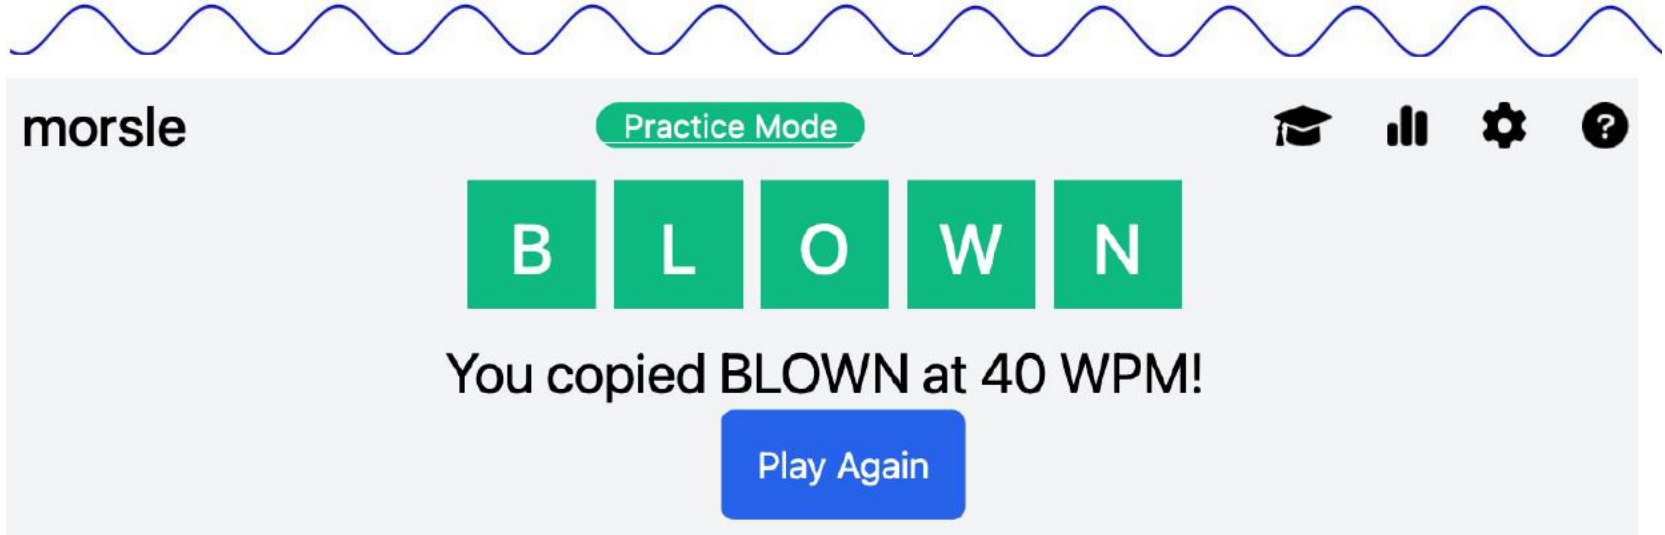 morsle
Practice Mode
B L O W N
You copied BLOWN at 40 WPM!
Play Again